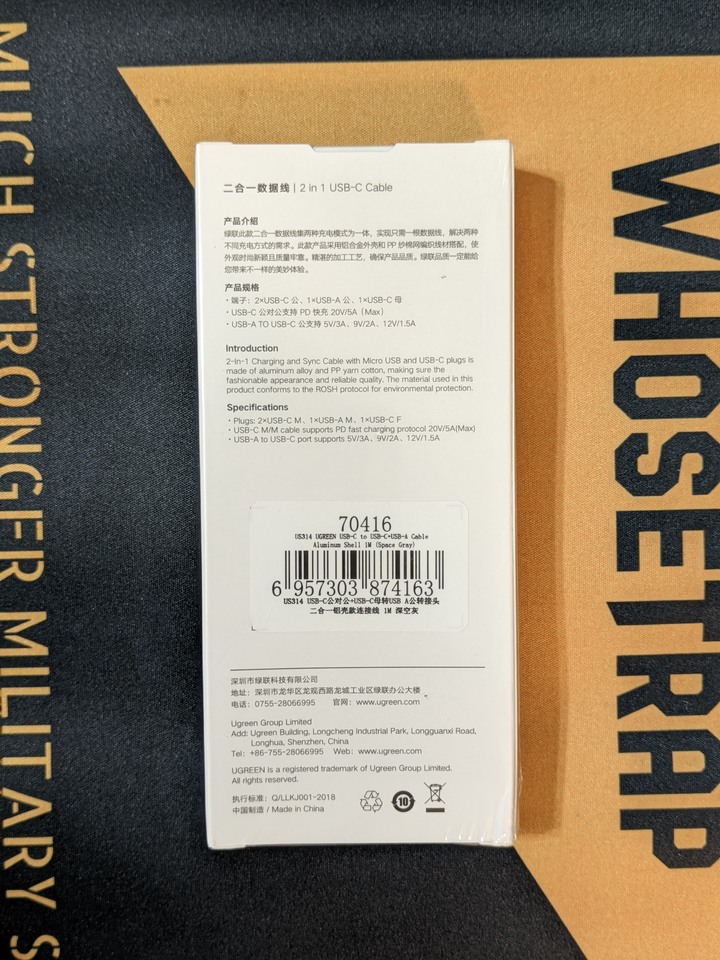 二合一数据线 | 2 in 1 USB-C Cable
产品介绍
绿联此款二合一数据线集两种充电模式为一体，实现只需一根数据线，解决两种
不同充电方式的需求。此款产品采用铝合金外壳和 PP 纱棉网编织线材搭配，使
外观时尚新颖且质量牢靠。精湛的加工工艺，确保产品品质。绿联品质一定能给
您带来不一样的美妙体验。
产品规格
· 端子：2×USB-C 公、1×USB-A 公、1×USB-C 母
· USB-C 公对公支持 PD 快充 20V/5A（Max）
· USB-A TO USB-C 公支持 5V/3A、9V/2A、12V/1.5A
Introduction
2-in-1 Charging and Sync Cable with Micro USB and USB-C plugs is
made of aluminum alloy and PP yarn cotton, making sure the
fashionable appearance and reliable quality. The material used in this
product conforms to the ROSH protocol for environmental protection.
Specifications
· Plugs: 2×USB-C M、1×USB-A M、1×USB-C F
· USB-C M/M cable supports PD fast charging protocol 20V/5A(Max)
· USB-A to USB-C port supports 5V/3A、9V/2A、12V/1.5A
70416
US314 UGREEN USB-C to USB-C+USB-A Cable
Aluminum Shell 1M (Space Gray)
6 957303 874163
US314 USB-C公对公+USB-C母转USB A公转接头
二合一铝壳款连接线 1M 深空灰
深圳市绿联科技有限公司
地址：深圳市龙华区龙观西路龙城工业区绿联办公大楼
电话：0755-28066995 官网：www.ugreen.com
Ugreen Group Limited
Add: Ugreen Building, Longcheng Industrial Park, Longguanxi Road,
Longhua, Shenzhen, China
Tel: +86-755-28066995 Web: www.ugreen.com
UGREEN is a registered trademark of Ugreen Group Limited.
All rights reserved.
执行标准：Q/LLKJ001-2018
中国制造 / Made in China
10
MUCH STRONGER MILITARY S
WHOSETRAP